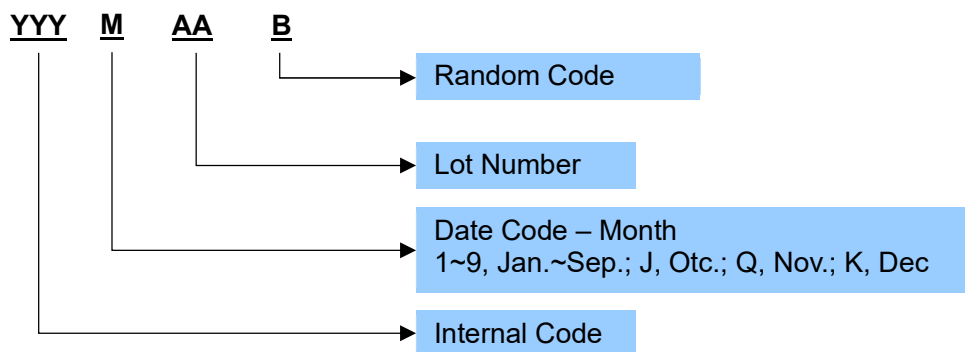 YYY M AA B
Random Code
Lot Number
Date Code – Month
1~9, Jan.~Sep.; J, Otc.; Q, Nov.; K, Dec
Internal Code